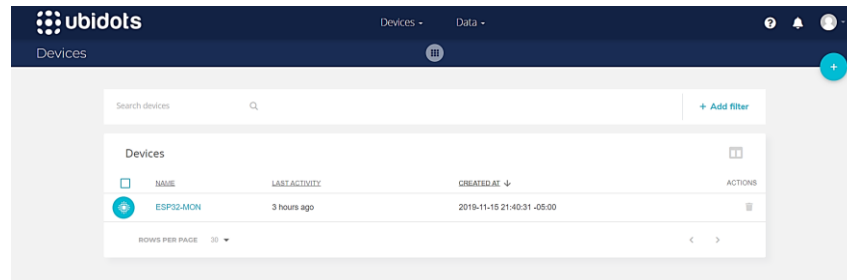 ubidots Devices Data
Devices
Search devices + Add filter
Devices
NAME LAST ACTIVITY CREATED AT ACTIONS
ESP32-MON 3 hours ago 2019-11-15 21:40:31 -05:00
ROWS PER PAGE 30